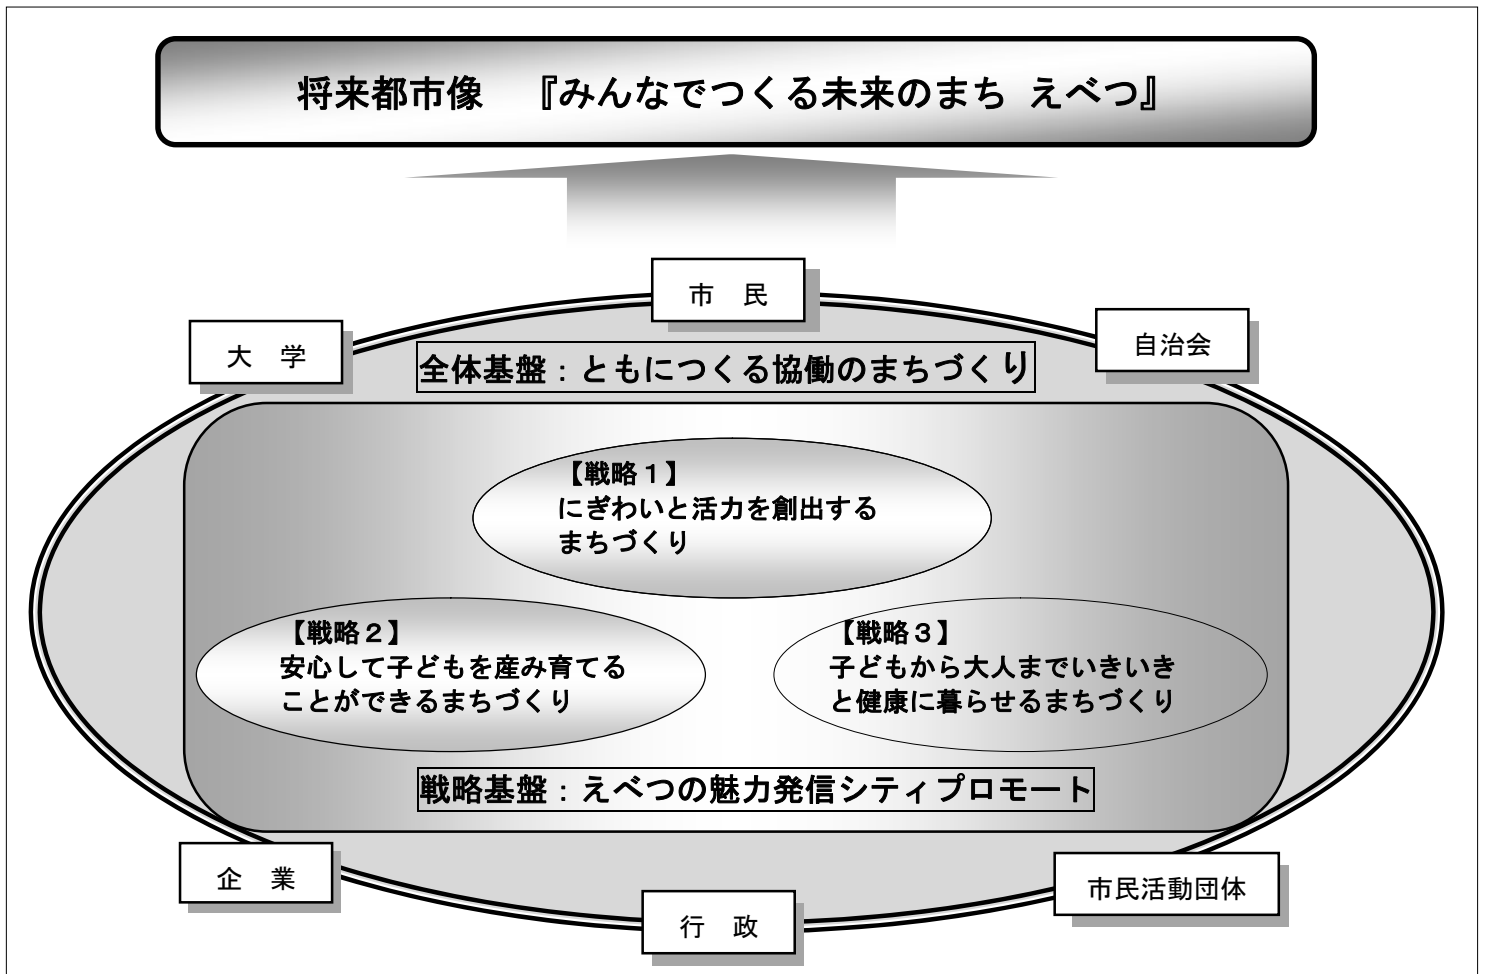 将来都市像　『みんなでつくる未来のまち えべつ』
市　民
大　学
自治会
全体基盤：ともにつくる協働のまちづくり
【戦略１】
にぎわいと活力を創出する
まちづくり
【戦略２】
安心して子どもを産み育てる
ことができるまちづくり
【戦略３】
子どもから大人までいきいき
と健康に暮らせるまちづくり
戦略基盤：えべつの魅力発信シティプロモート
企　業
市民活動団体
行　政